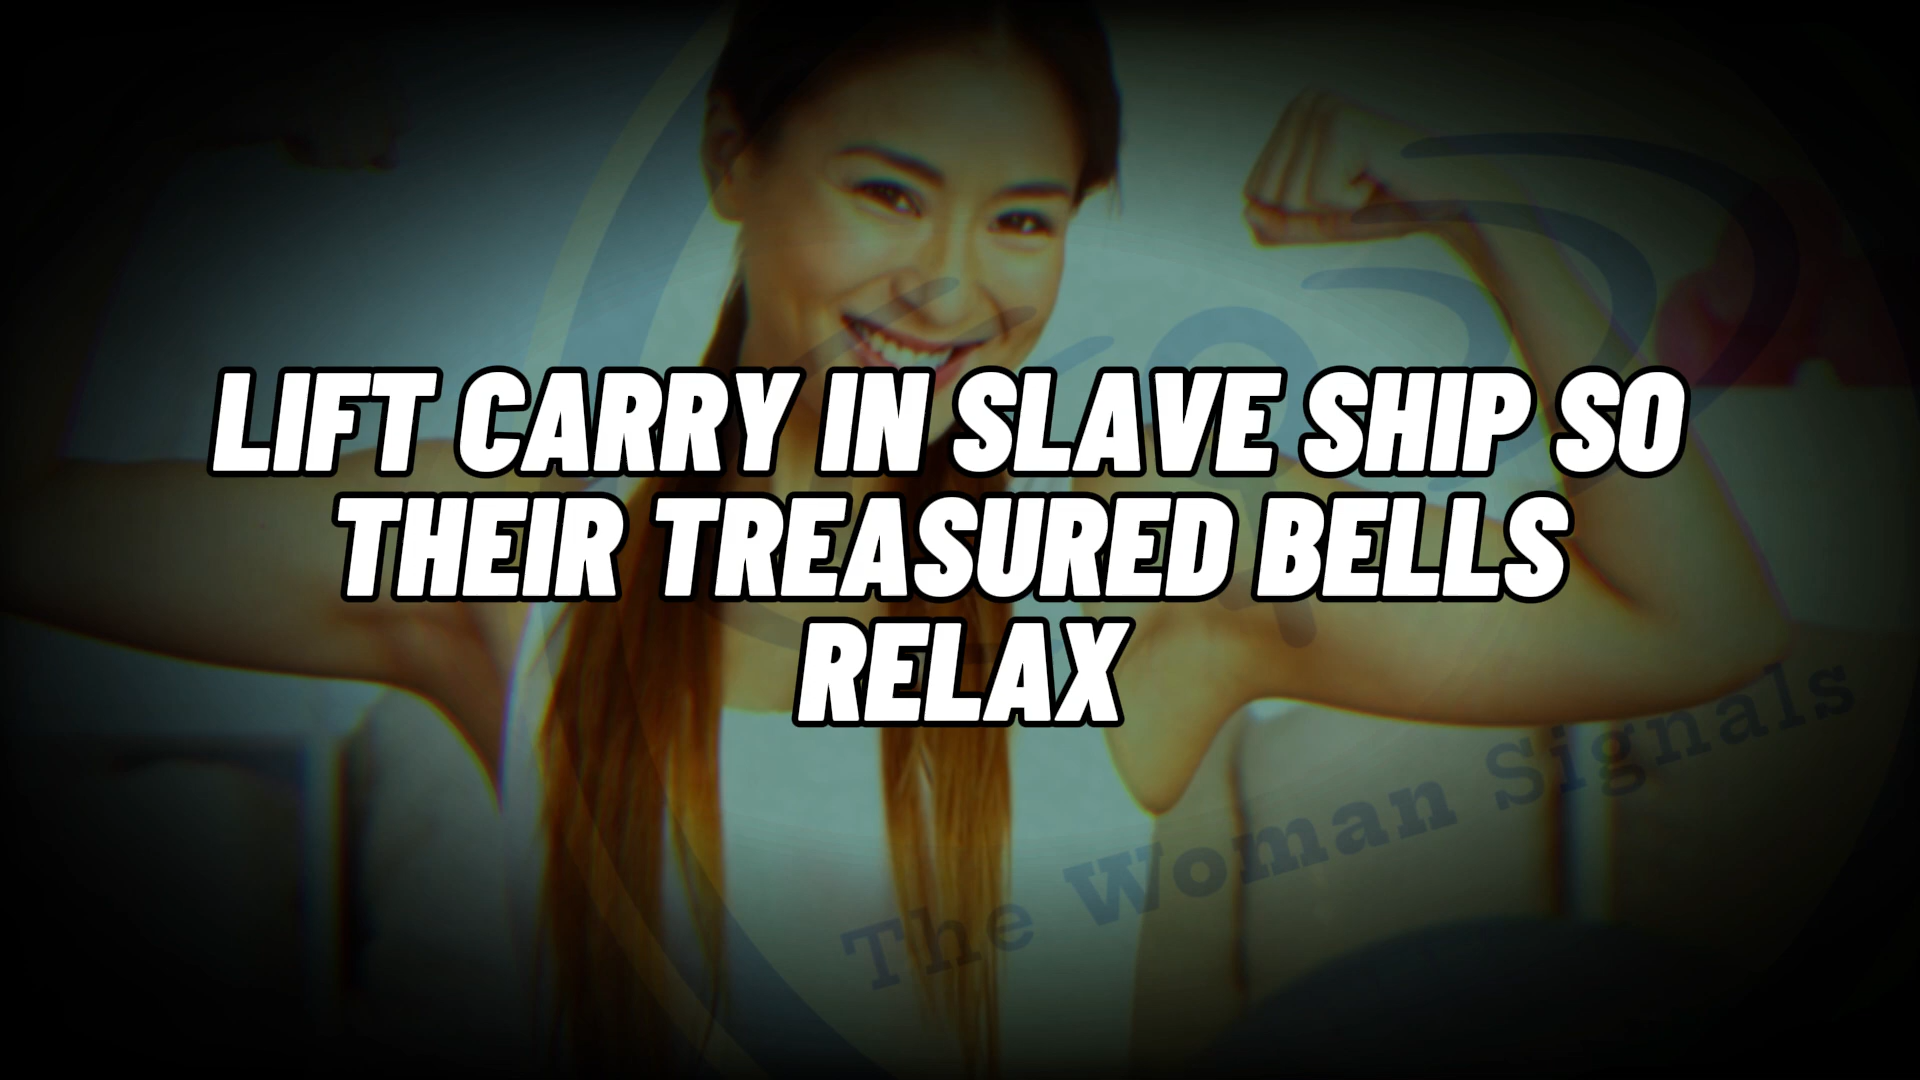 LIFT CARRY IN SLAVE SHIP SO
THEIR TREASURED BELLS
RELAX
The Woman Signals